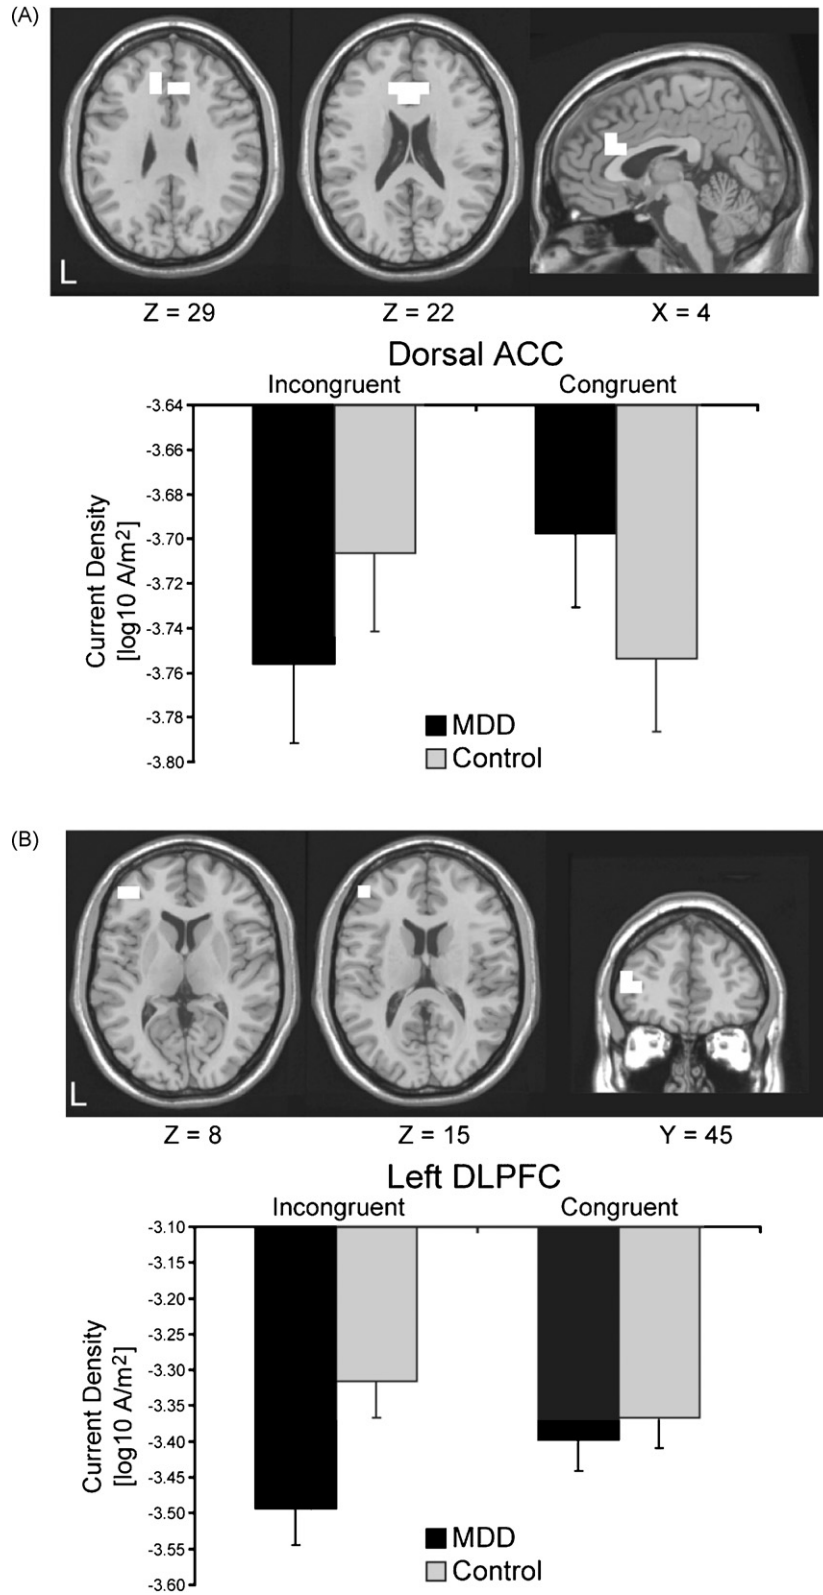 (A)
L
Z = 29 Z = 22 X = 4
Dorsal ACC
Incongruent Congruent
-3.64
-3.66
-3.68
-3.70
-3.72
-3.74
-3.76
-3.78
-3.80
Current Density
[log10 A/m2]
MDD
Control
(B)
L
Z = 8 Z = 15 Y = 45
Left DLPFC
Incongruent Congruent
-3.10
-3.15
-3.20
-3.25
-3.30
-3.35
-3.40
-3.45
-3.50
-3.55
-3.60
Current Density
[log10 A/m2]
MDD
Control